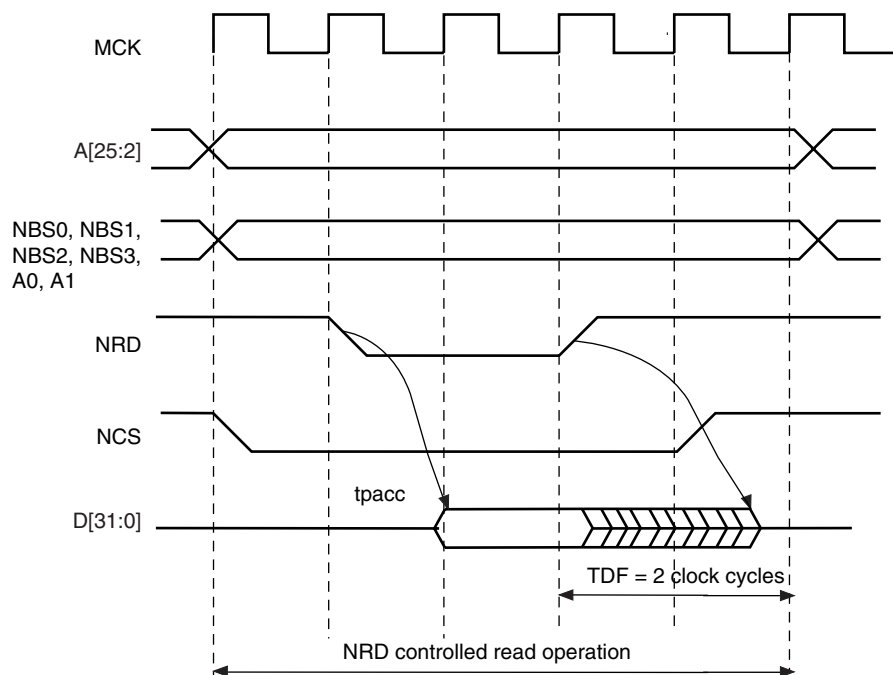 MCK
A[25:2]
NBS0, NBS1,
NBS2, NBS3,
A0, A1
NRD
NCS
tpacc
D[31:0]
TDF = 2 clock cycles
NRD controlled read operation